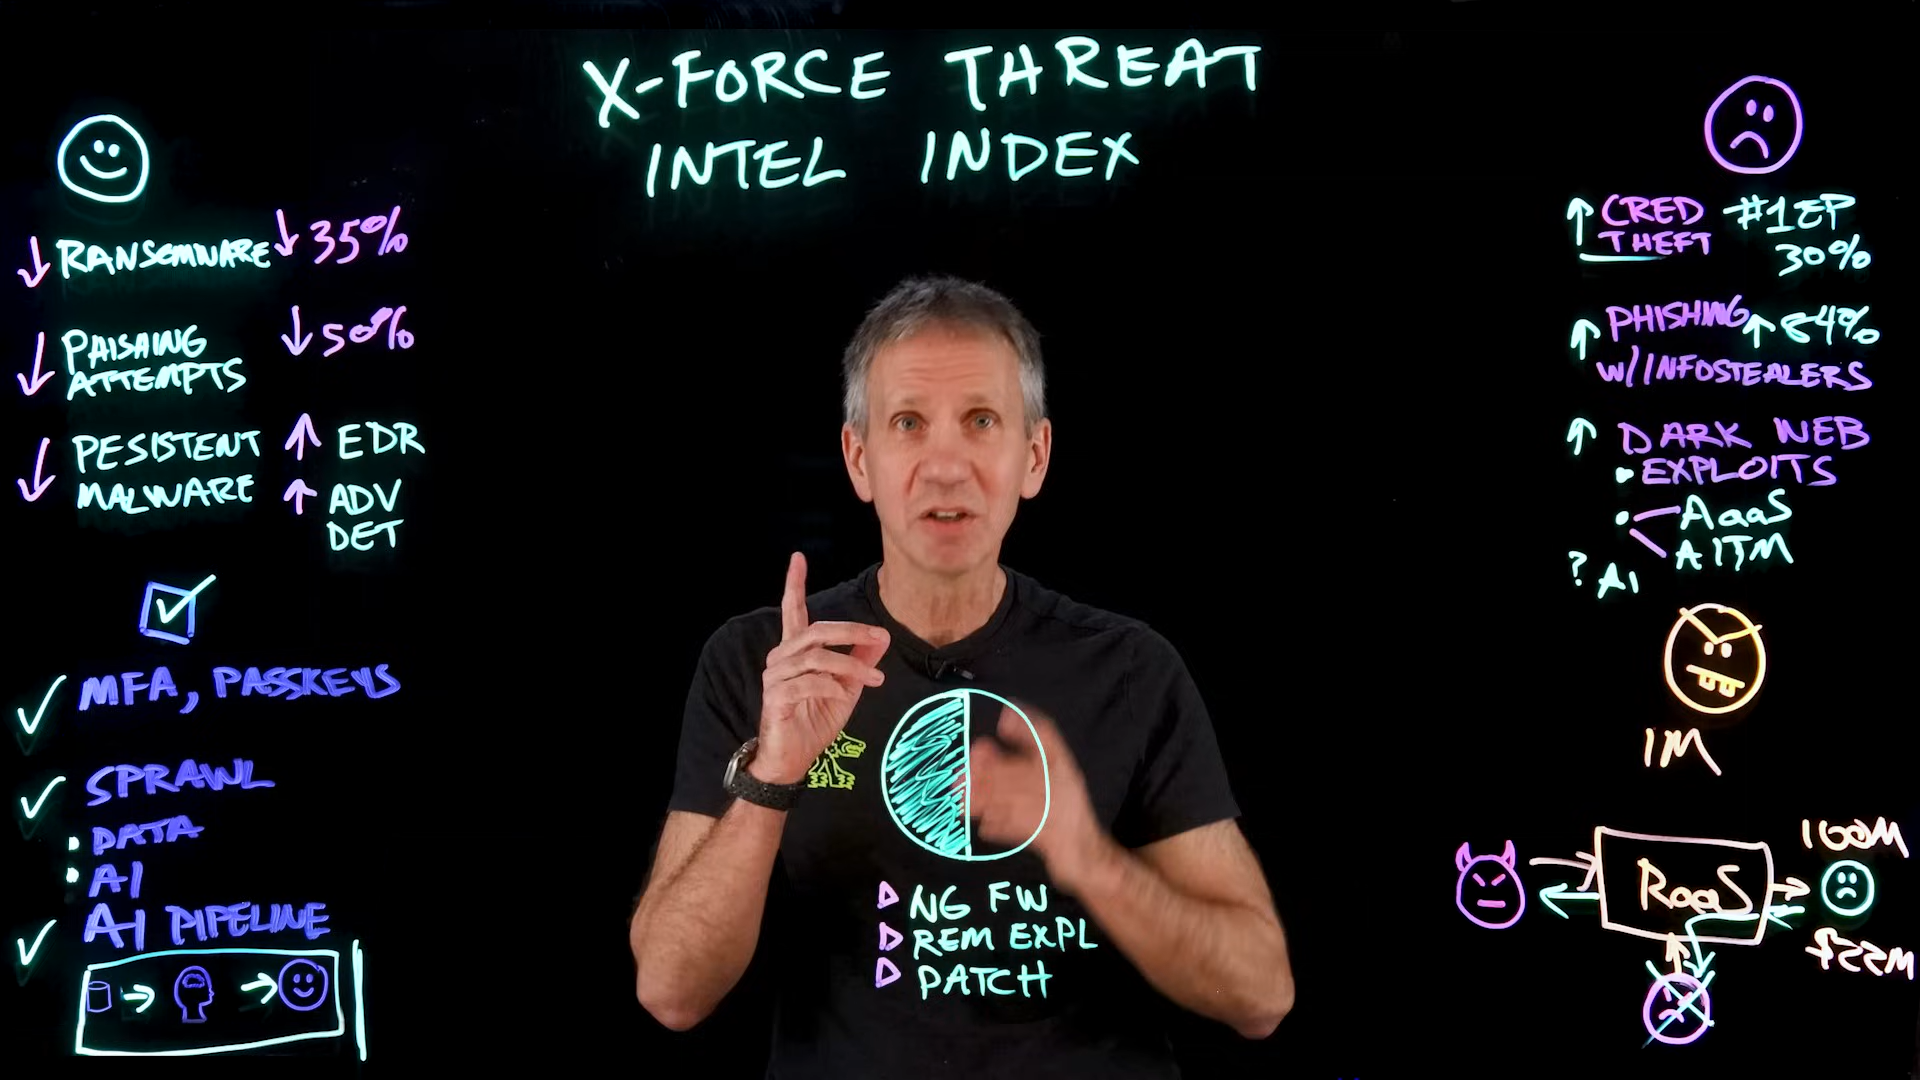 X-FORCE THREAT
INTEL INDEX
↓ RANSOMWARE ↓ 35%
↓ PHISHING ↓ 50%
ATTEMPTS
↓ PESISTENT ↑ EDR
MALWARE ↑ ADV
DET
✓
✓ MFA, PASSKEYS
✓ SPRAWL
• DATA
• AI
✓ AI PIPELINE
NG FW
REM EXPL
PATCH
↑ CRED #1 EP
THEFT 30%
↑ PHISHING ↑ 84%
W/INFOSTEALERS
↑ DARK WEB
• EXPLOITS
• AaaS
AITM
? AI
1M
RaaS
100M
$22M